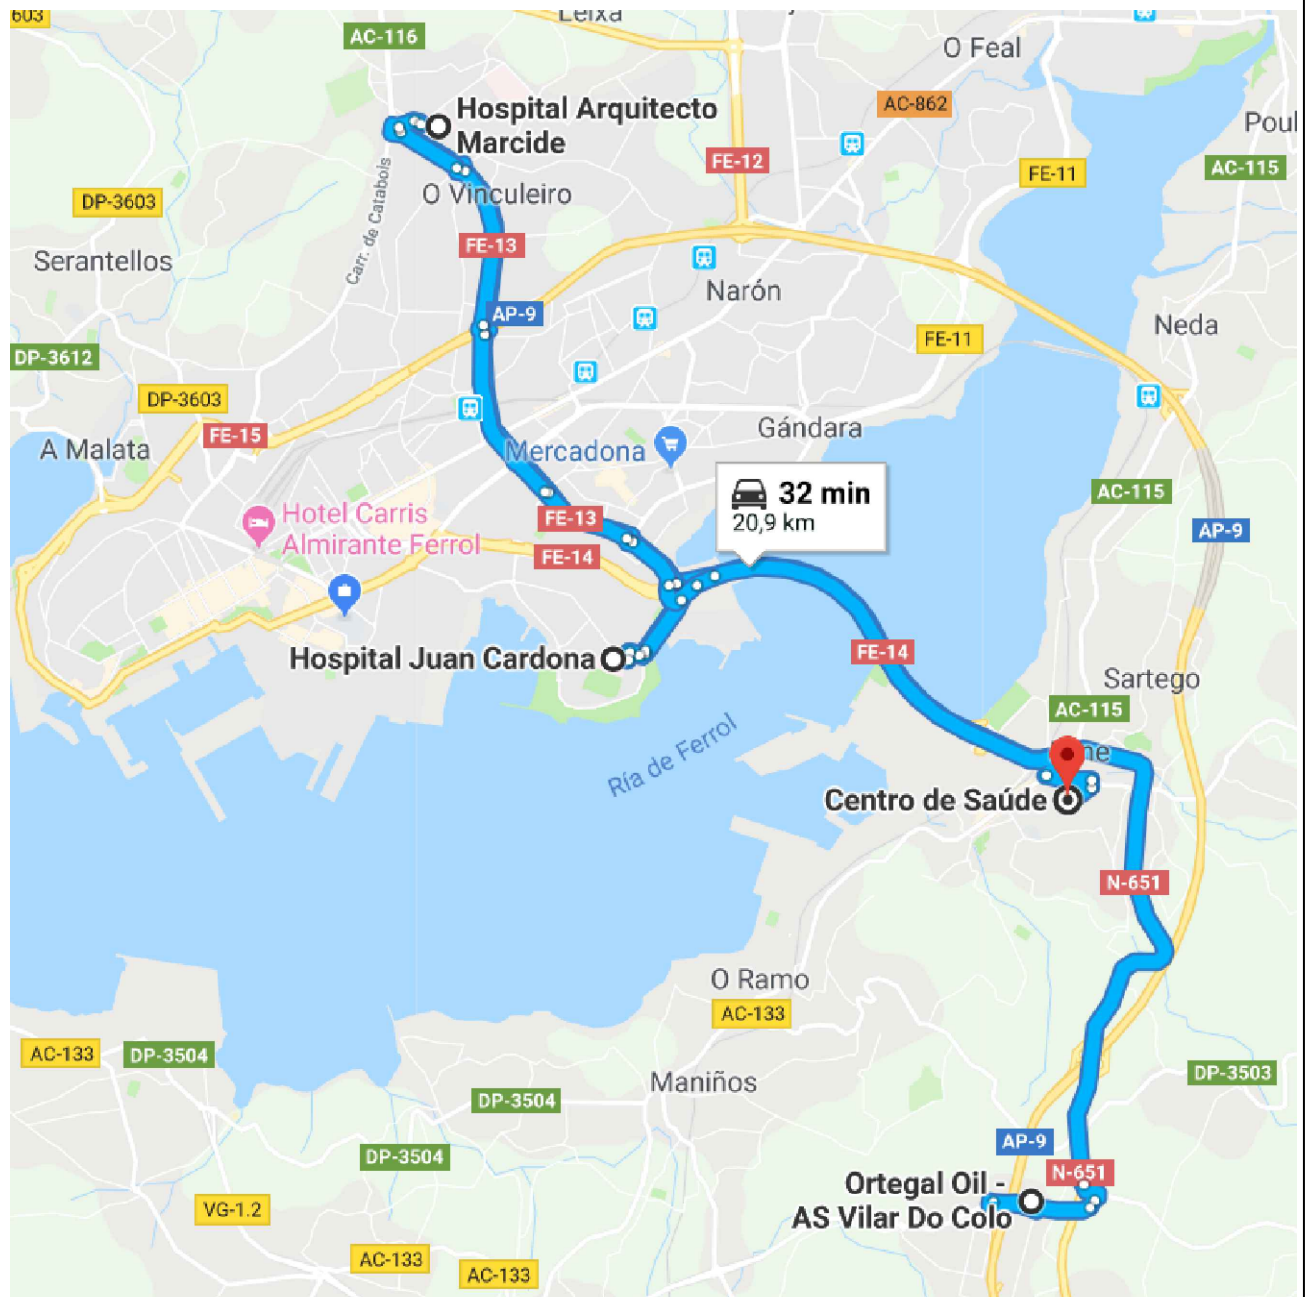 603
Leixa
AC-116
O Feal
AC-862
Hospital Arquitecto
Marcide
Poul
FE-12
AC-115
FE-11
O Vinculeiro
DP-3603
Carr. de Catabois
FE-13
Serantellos
Narón
AP-9
Neda
FE-11
DP-3612
DP-3603
Gándara
FE-15
A Malata
Mercadona
32 min
20,9 km
AC-115
Hotel Carris
Almirante Ferrol
FE-13
AP-9
FE-14
Hospital Juan Cardona
FE-14
Sartego
AC-115
Ría de Ferrol
ne
Centro de Saúde
N-651
O Ramo
AC-133
AC-133
DP-3504
DP-3503
Maniños
DP-3504
AP-9
DP-3504
N-651
Ortegal Oil -
AS Vilar Do Colo
VG-1.2
AC-133
AC-133